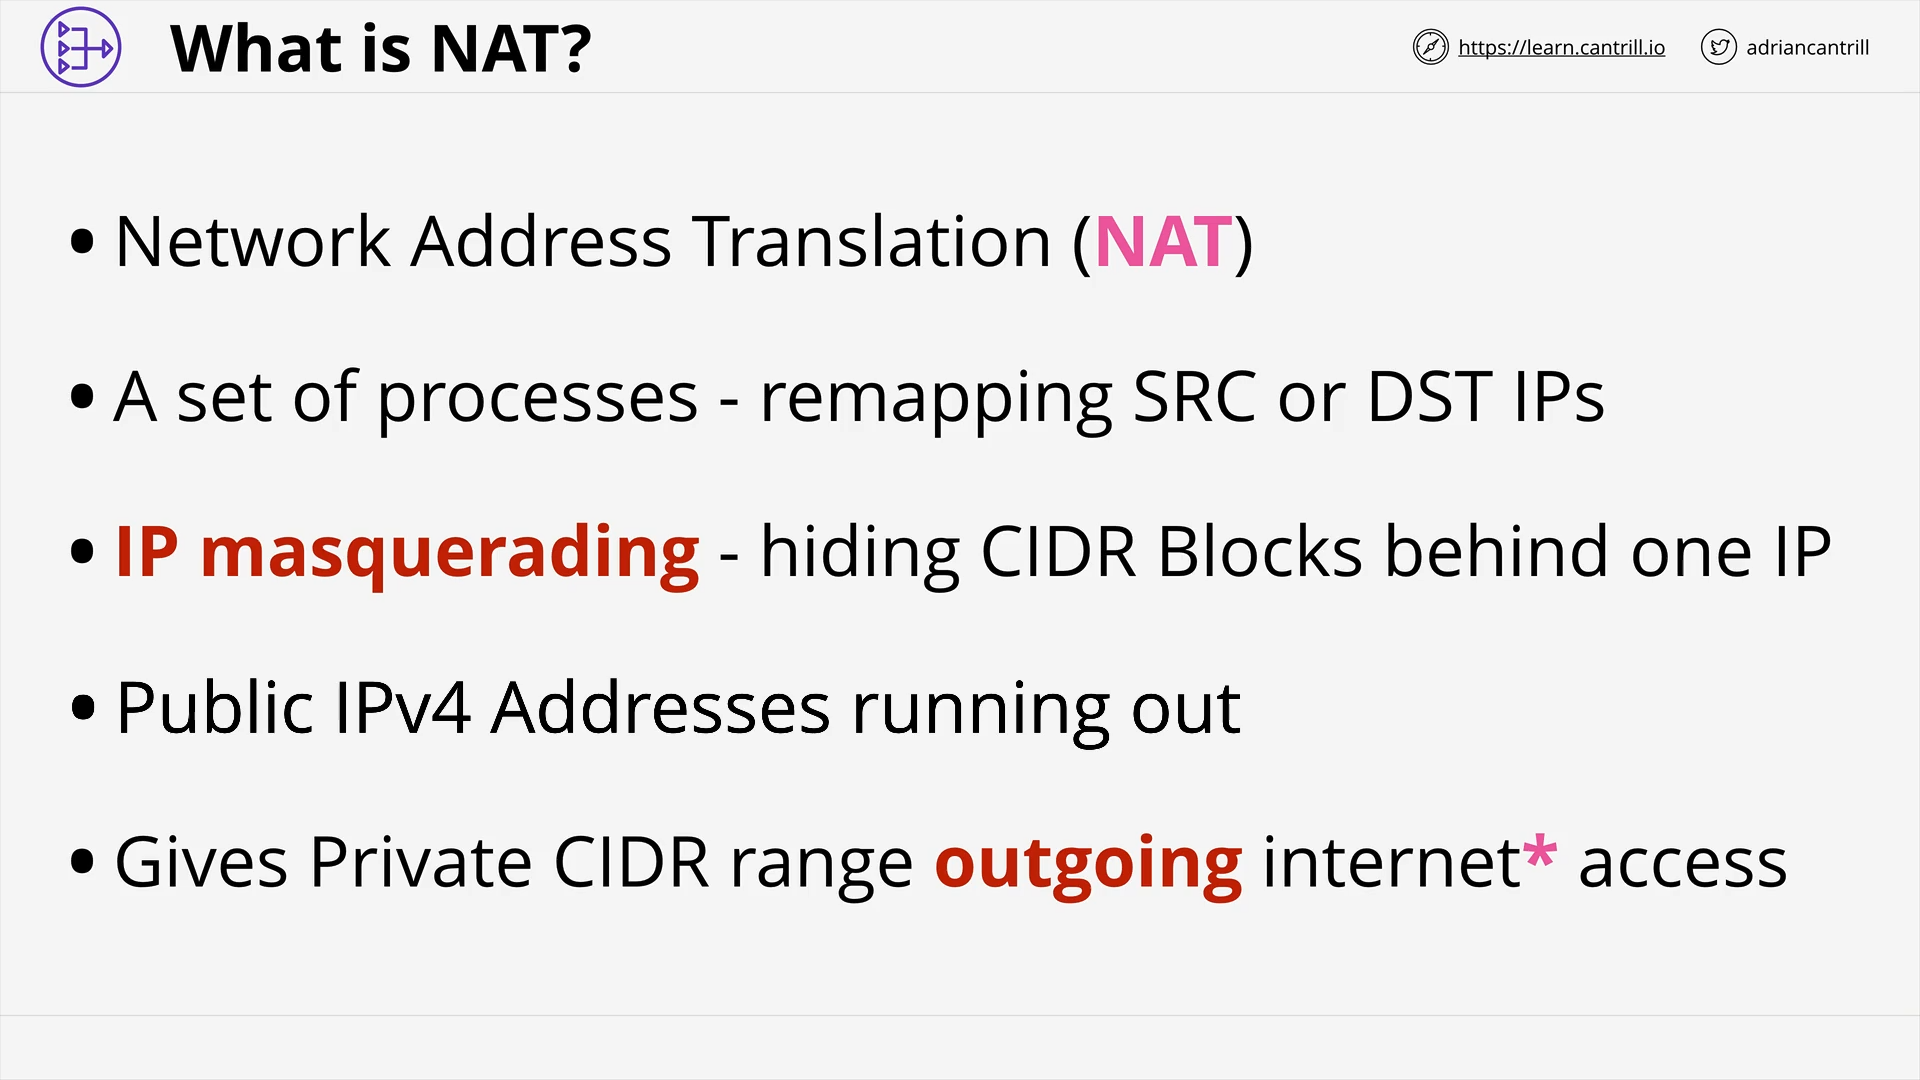 What is NAT?
https://learn.cantrill.io
adriancantrill
• Network Address Translation (NAT)
• A set of processes - remapping SRC or DST IPs
• IP masquerading - hiding CIDR Blocks behind one IP
• Public IPv4 Addresses running out
• Gives Private CIDR range outgoing internet* access